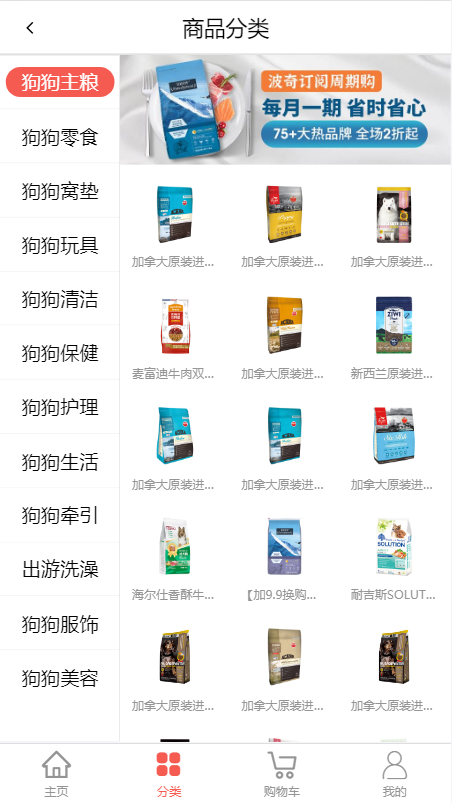 商品分类
狗狗主粮
狗狗零食
狗狗窝垫
狗狗玩具
狗狗清洁
狗狗保健
狗狗护理
狗狗生活
狗狗牵引
出游洗澡
狗狗服饰
狗狗美容
波奇订阅周期购
每月一期 省时省心
75+大热品牌 全场2折起
加拿大原装进...
加拿大原装进...
加拿大原装进...
ZIWI
麦富迪牛肉双...
加拿大原装进...
新西兰原装进...
加拿大原装进...
加拿大原装进...
加拿大原装进...
SOLUTION
海尔仕香酥牛...
【加9.9换购...
耐吉斯SOLUT...
加拿大原装进...
加拿大原装进...
加拿大原装进...
主页
分类
购物车
我的